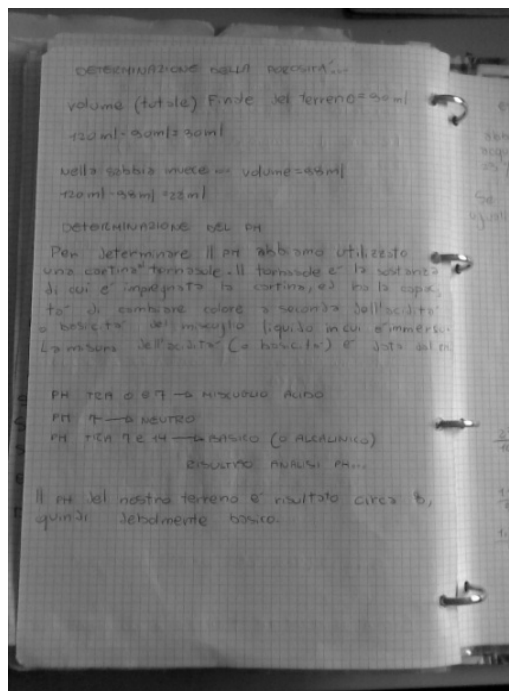 DETERMINAZIONE DELLA POROSITÀ...
volume (totale) Finale del terreno = 90 ml
120 ml - 90 ml = 30 ml
Nella sabbia invece ... volume = 98 ml
120 ml - 98 ml = 22 ml
DETERMINAZIONE DEL PH
Per determinare il PH abbiamo utilizzato
una cartina tornasole. Il tornasole è la sostanza
di cui è impregnata la cartina, ed ha la capaci
tà di cambiare colore a seconda dell'acidità
o basicità del miscuglio liquido in cui è immerso.
La misura dell'acidità (o basicità) è data dal PH
PH TRA 0 E 7 → MISCUGLIO ACIDO
PH 7 → NEUTRO
PH TRA 7 E 14 → BASICO (O ALCALINICO)
RISULTATO ANALISI PH...
Il PH del nostro terreno è risultato circa 8,
quindi debolmente basico.